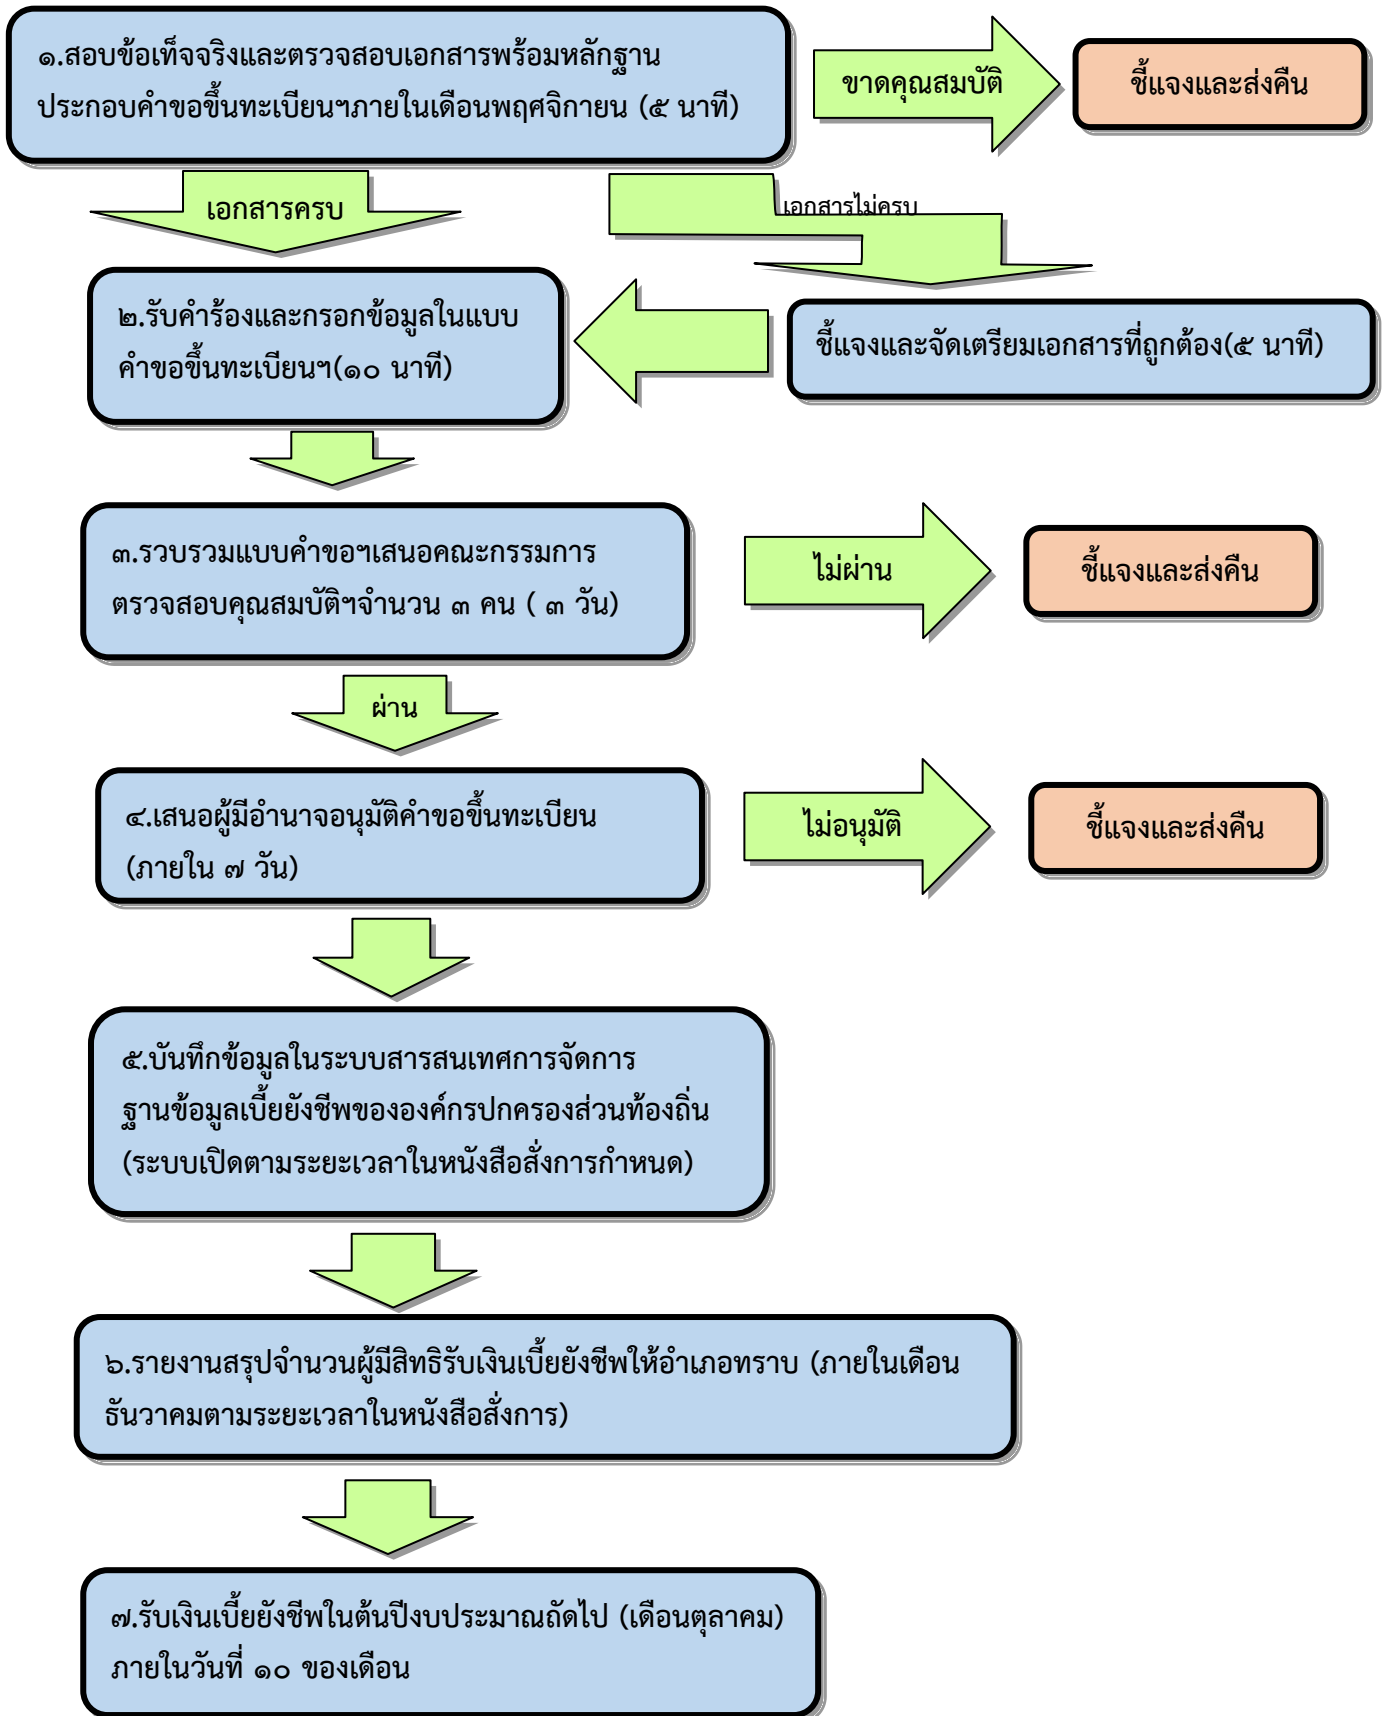 ๑.สอบข้อเท็จจริงและตรวจสอบเอกสารพร้อมหลักฐาน
ประกอบคำขอขึ้นทะเบียนฯภายในเดือนพฤศจิกายน (๕ นาที)
ขาดคุณสมบัติ
ชี้แจงและส่งคืน
เอกสารครบ
เอกสารไม่ครบ
๒.รับคำร้องและกรอกข้อมูลในแบบ
คำขอขึ้นทะเบียนฯ(๑๐ นาที)
ชี้แจงและจัดเตรียมเอกสารที่ถูกต้อง(๕ นาที)
๓.รวบรวมแบบคำขอฯเสนอคณะกรรมการ
ตรวจสอบคุณสมบัติฯจำนวน ๓ คน ( ๓ วัน)
ไม่ผ่าน
ชี้แจงและส่งคืน
ผ่าน
๔.เสนอผู้มีอำนาจอนุมัติคำขอขึ้นทะเบียน
(ภายใน ๗ วัน)
ไม่อนุมัติ
ชี้แจงและส่งคืน
๕.บันทึกข้อมูลในระบบสารสนเทศการจัดการ
ฐานข้อมูลเบี้ยยังชีพขององค์กรปกครองส่วนท้องถิ่น
(ระบบเปิดตามระยะเวลาในหนังสือสั่งการกำหนด)
๖.รายงานสรุปจำนวนผู้มีสิทธิรับเงินเบี้ยยังชีพให้อำเภอทราบ (ภายในเดือน
ธันวาคมตามระยะเวลาในหนังสือสั่งการ)
๗.รับเงินเบี้ยยังชีพในต้นปีงบประมาณถัดไป (เดือนตุลาคม)
ภายในวันที่ ๑๐ ของเดือน